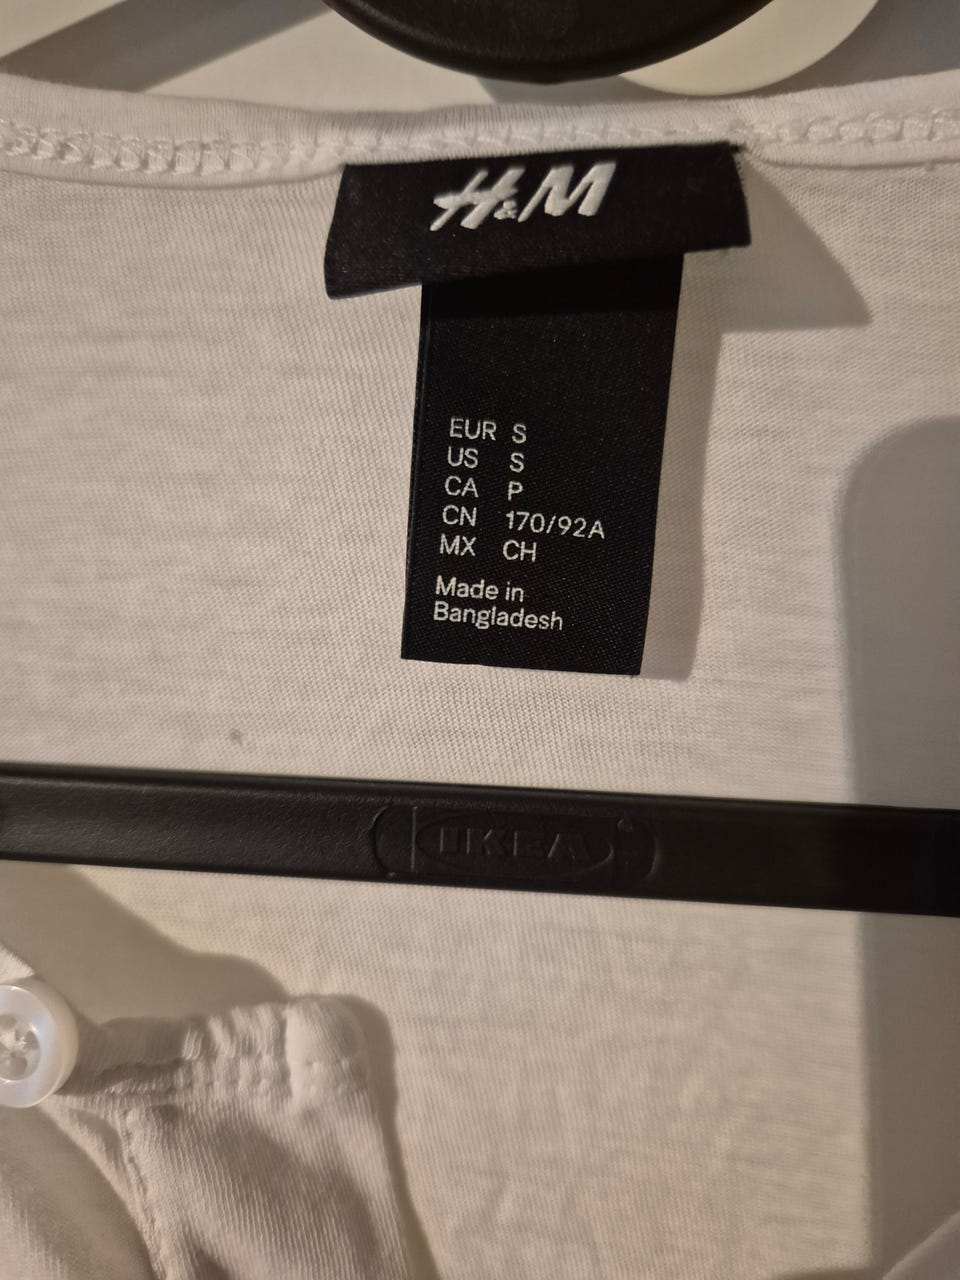 H&M
EUR S
US S
CA P
CN 170/92A
MX CH
Made in
Bangladesh
IKEA